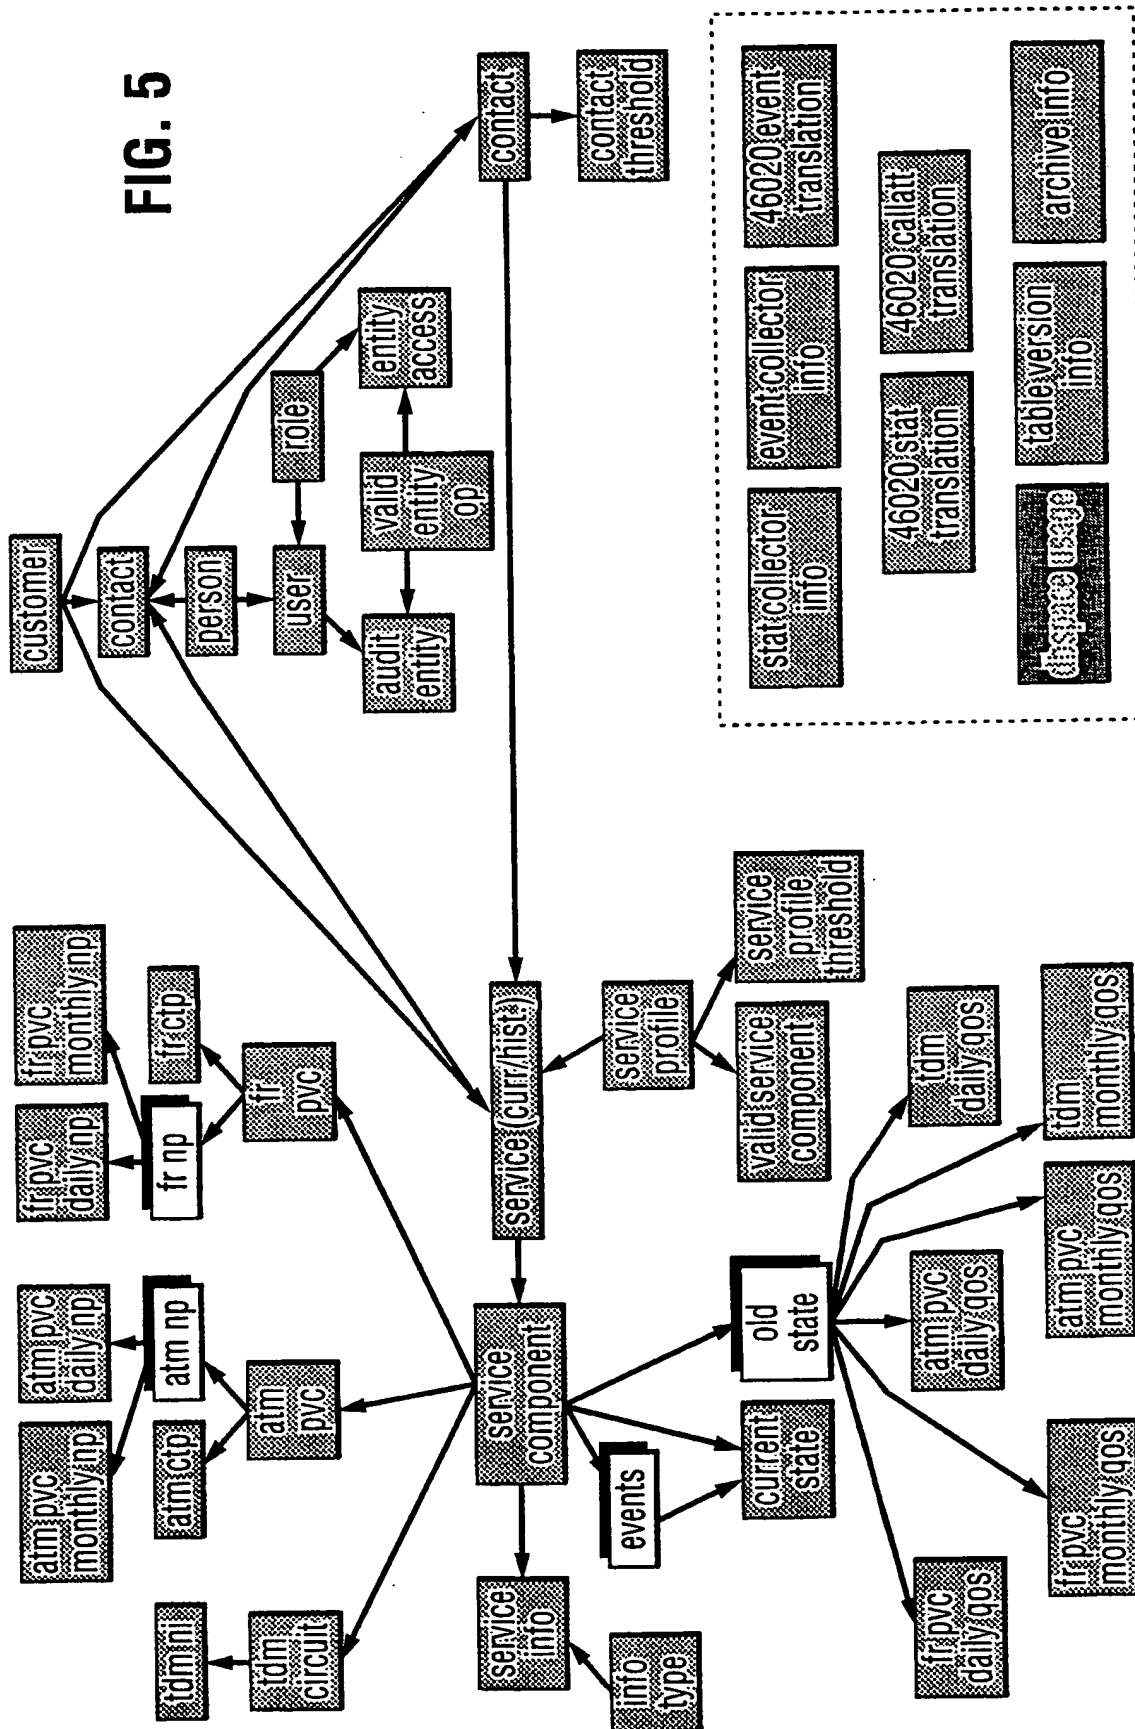 FIG. 5
customer
contact
person
user
role
audit
entity
valid
entity
op
entity
access
contact
contact
threshold
fr pvc
monthly np
fr pvc
daily np
fr ctp
fr np
fr
pvc
atm pvc
daily np
atm pvc
monthly np
atm np
atm ctp
atm
pvc
tdm ni
tdm
circuit
service (curr/hist.)
service
component
service
info
info
type
events
current
state
old
state
service
profile
service
profile
threshold
valid service
component
tdm
daily qos
tdm
monthly qos
atm pvc
monthly qos
atm pvc
daily qos
fr pvc
monthly qos
fr pvc
daily qos
stat collector
info
event collector
info
46020 event
translation
46020 stat
translation
46020 callatt
translation
dbspace usage
table version
info
archive info